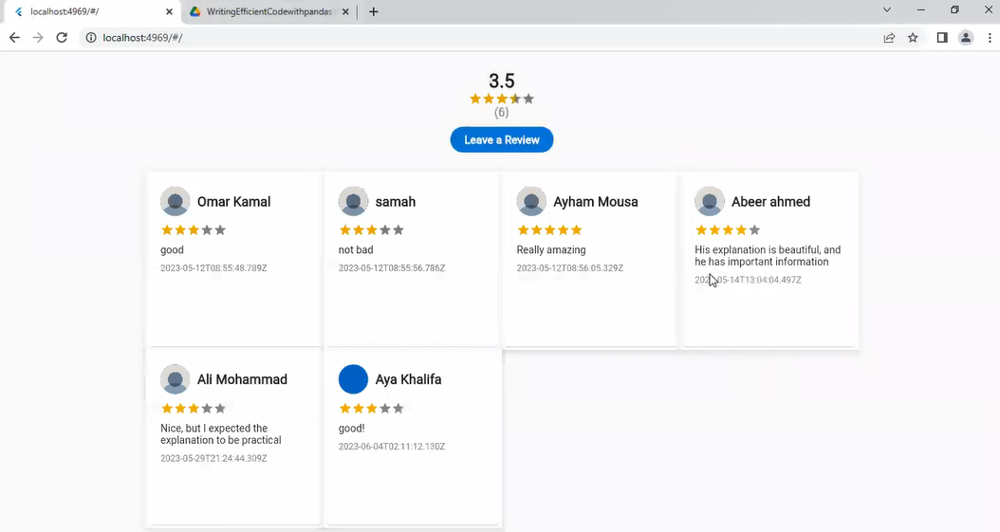 localhost:4969/#/
WritingEfficientCodewithpandas
localhost:4969/#/
3.5
(6)
Leave a Review
Omar Kamal
good
2023-05-12T08:55:48.789Z
samah
not bad
2023-05-12T08:55:56.786Z
Ayham Mousa
Really amazing
2023-05-12T08:56:05.329Z
Abeer ahmed
His explanation is beautiful, and
he has important information
2023-05-14T13:04:04.497Z
Ali Mohammad
Nice, but I expected the
explanation to be practical
2023-05-29T21:24:44.309Z
Aya Khalifa
good!
2023-06-04T02:11:12.130Z